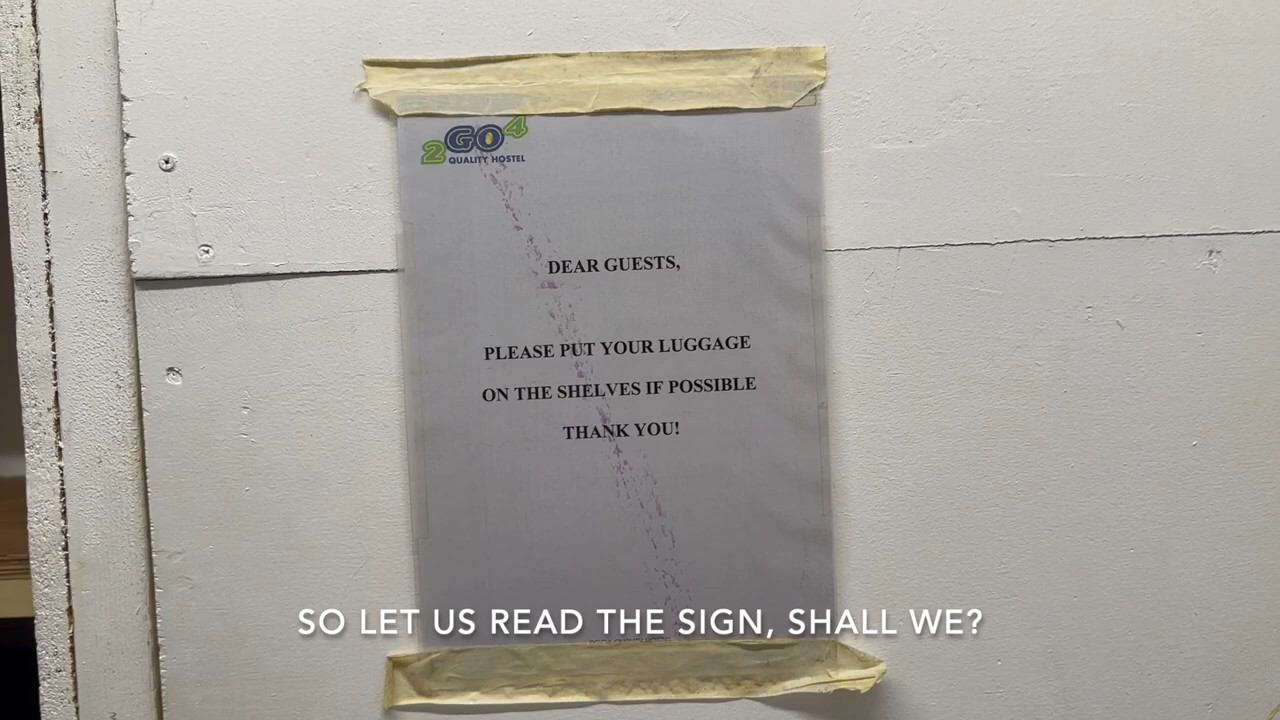 2GO4
QUALITY HOSTEL
DEAR GUESTS,
PLEASE PUT YOUR LUGGAGE
ON THE SHELVES IF POSSIBLE
THANK YOU!
SO LET US READ THE SIGN, SHALL WE?